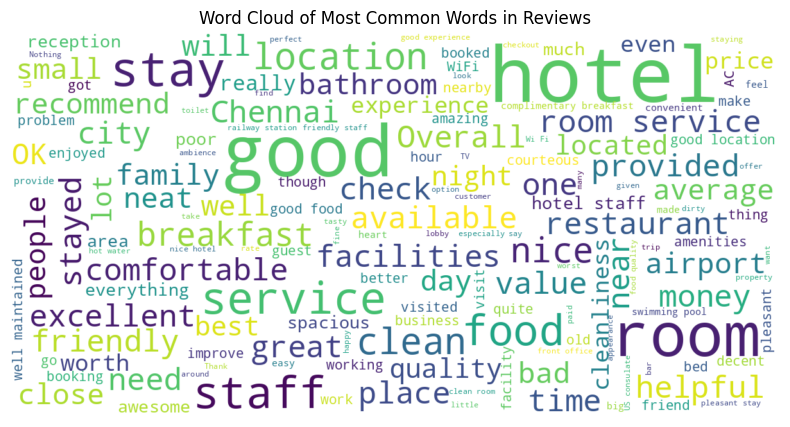 Word Cloud of Most Common Words in Reviews
Nothing
reception
got
small
u
will
perfect
good experience
stay
location
booked
WiFi
nearby
really
bathroom
checkout
staying
look
much
even
hotel
price
AC
make
feel
find
recommend
problem
toilet
Chennai
experience
complimentary breakfast
convenient
amazing
room service
city
railway station friendly staff
Overall
Wi Fi
located
good location
OK
enjoyed
poor
good
hour
TV
courteous
offer
provide
ambience
family
though
check
night
one
many
provided
given
average
lot
neat
well
good food
option
customer
hotel staff
made
dirty
thing
people
stayed
take
tasty
fine
available
restaurant
breakfast
heart
lobby
especially say
area
nice hotel
rate
hot water
guest
facilities
nice
near
trip
amenities
want
well maintained
comfortable
better
day
visit
value
worst
cleanliness
food quality
airport
property
everything
service
visited
quite
money
pleasant
excellent
best
spacious
business
food
old
paid
swimming pool
appearance
room
friendly
improve
happy
great
clean
front office
go
worth
Thank
working
easy
quality
bad
decent
booking
around
clean room
facility
bed
bar
US consulate
close
need
staff
work
place
time
helpful
awesome
little
big
friend
pleasant stay